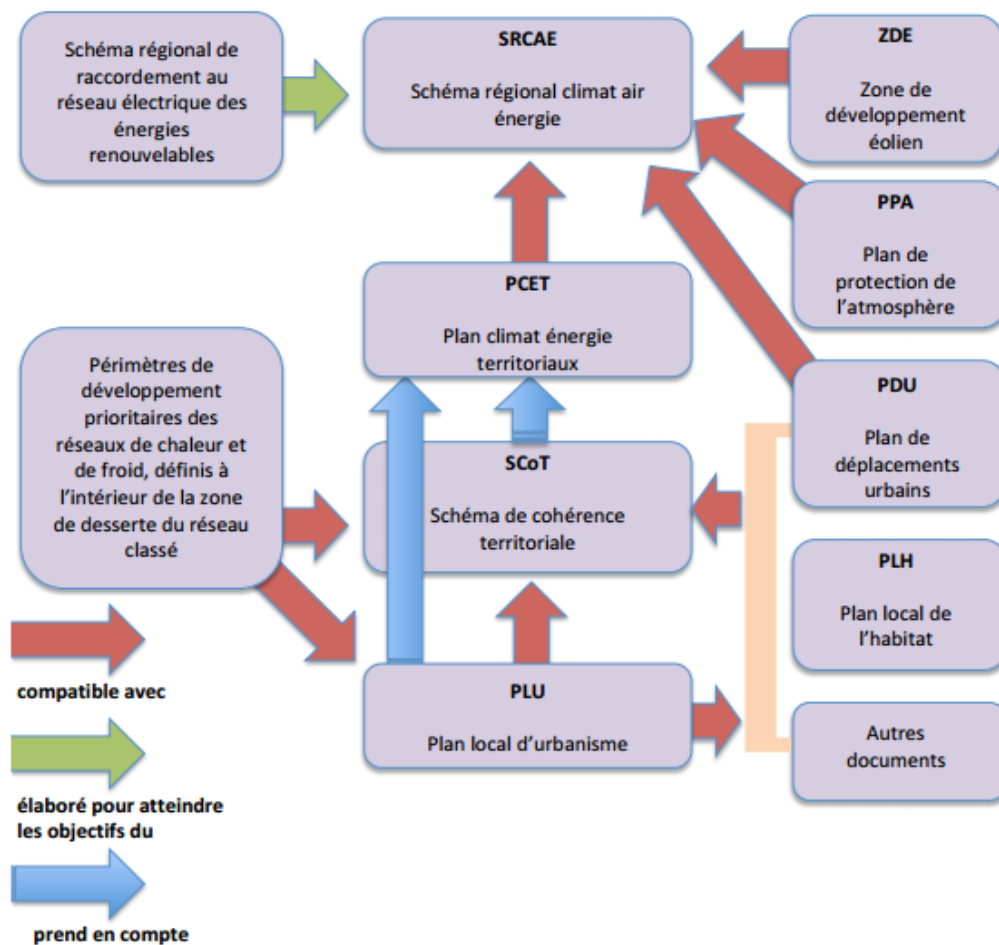 Schéma régional de
raccordement au
réseau électrique des
énergies
renouvelables
SRCAE
Schéma régional climat air
énergie
ZDE
Zone de
développement
éolien
PPA
Plan de
protection de
l'atmosphère
PCET
Plan climat énergie
territoriaux
Périmètres de
développement
prioritaires des
réseaux de chaleur et
de froid, définis à
l'intérieur de la zone
de desserte du réseau
classé
PDU
Plan de
déplacements
urbains
SCoT
Schéma de cohérence
territoriale
PLH
Plan local de
l'habitat
PLU
Plan local d'urbanisme
Autres
documents
compatible avec
élaboré pour atteindre
les objectifs du
prend en compte